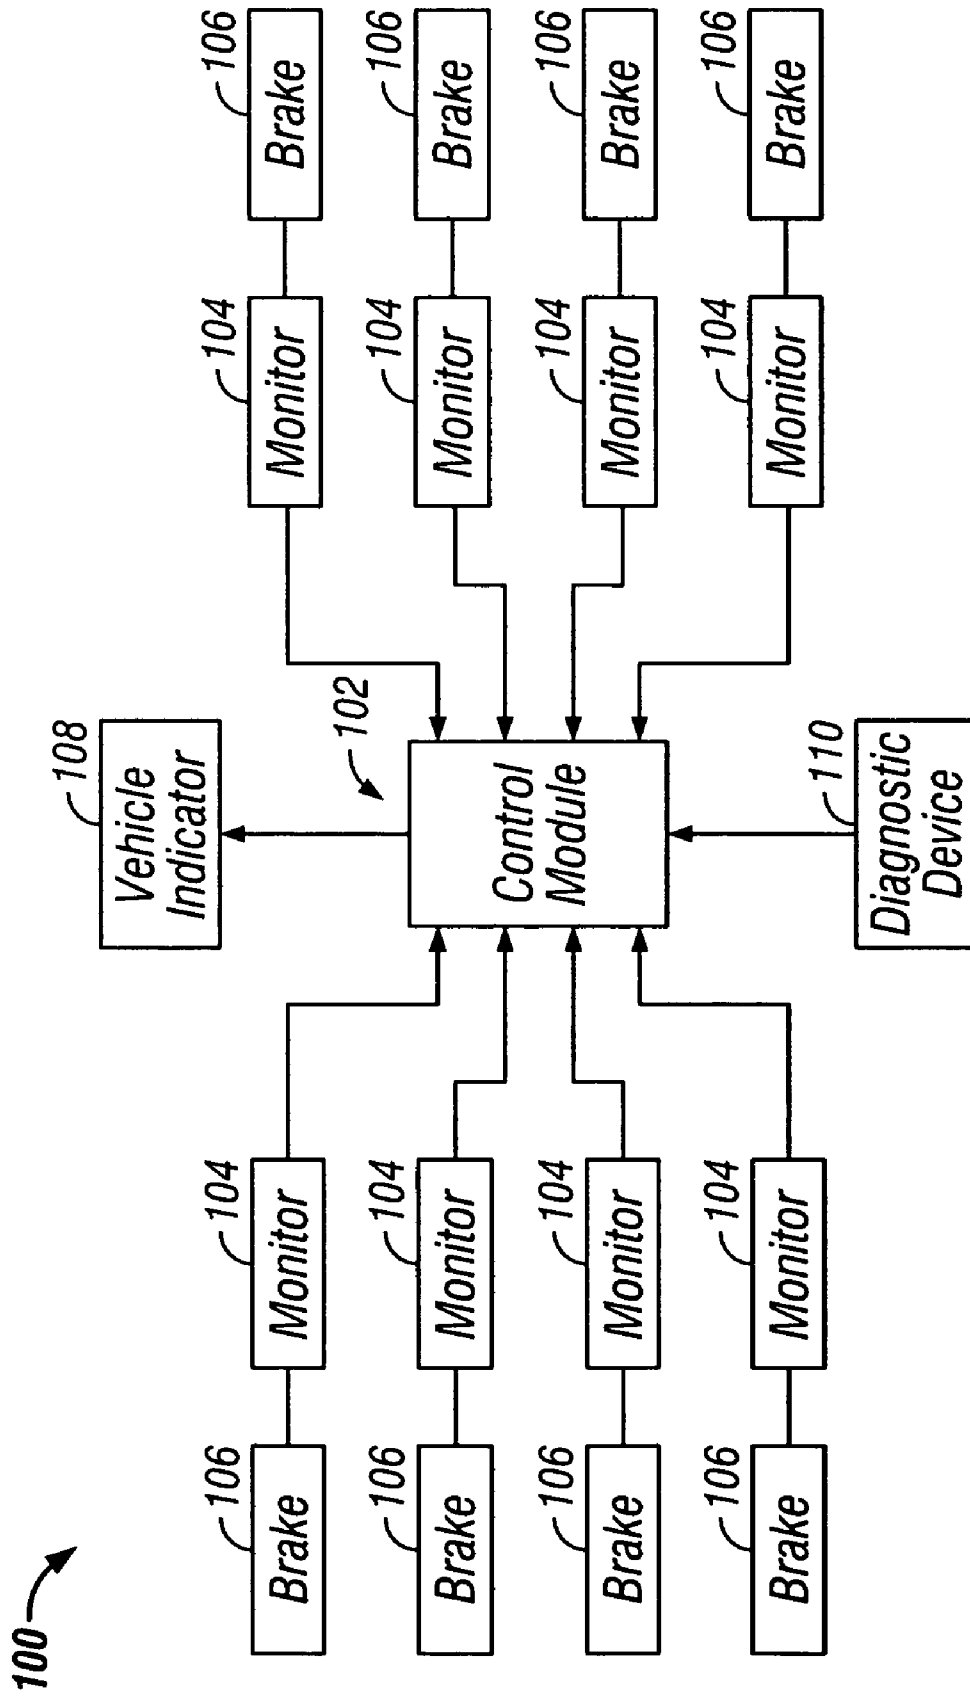 100
106
Brake
104
Monitor
106
Brake
104
Monitor
106
Brake
104
Monitor
106
Brake
104
Monitor
108
Vehicle
Indicator
102
Control
Module
110
Diagnostic
Device
104
Monitor
106
Brake
104
Monitor
106
Brake
104
Monitor
106
Brake
104
Monitor
106
Brake